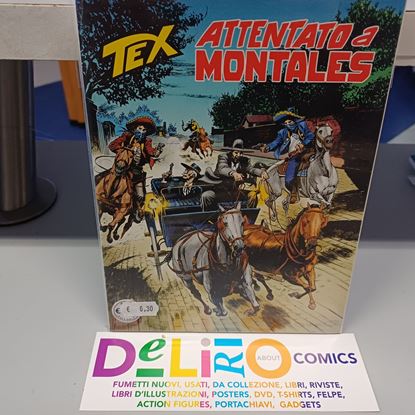 TEX
ATTENTATO a
MONTALES
€ 6,30
DeLiRiO
ABOUT
COMICS
FUMETTI NUOVI, USATI, DA COLLEZIONE, LIBRI, RIVISTE,
LIBRI D'ILLUSTRAZIONI, POSTERS, DVD, T-SHIRTS, FELPE,
ACTION FIGURES, PORTACHIAVI, GADGETS